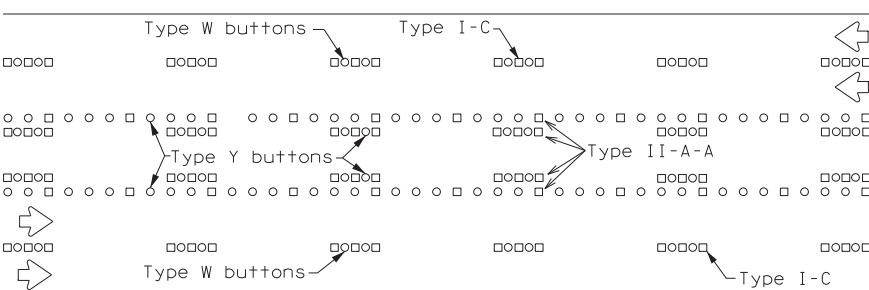 Type W buttons
Type I-C
Type Y buttons
Type II-A-A
Type W buttons
Type I-C